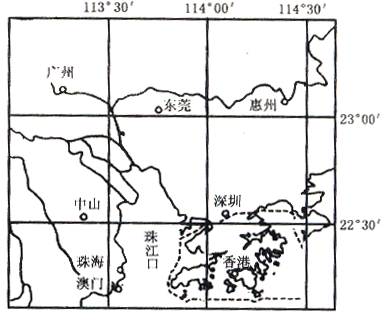 113°30′ 114°00′ 114°30′
广州
东莞
惠州
23°00′
中山
深圳
22°30′
珠江口
珠海
香港
澳门